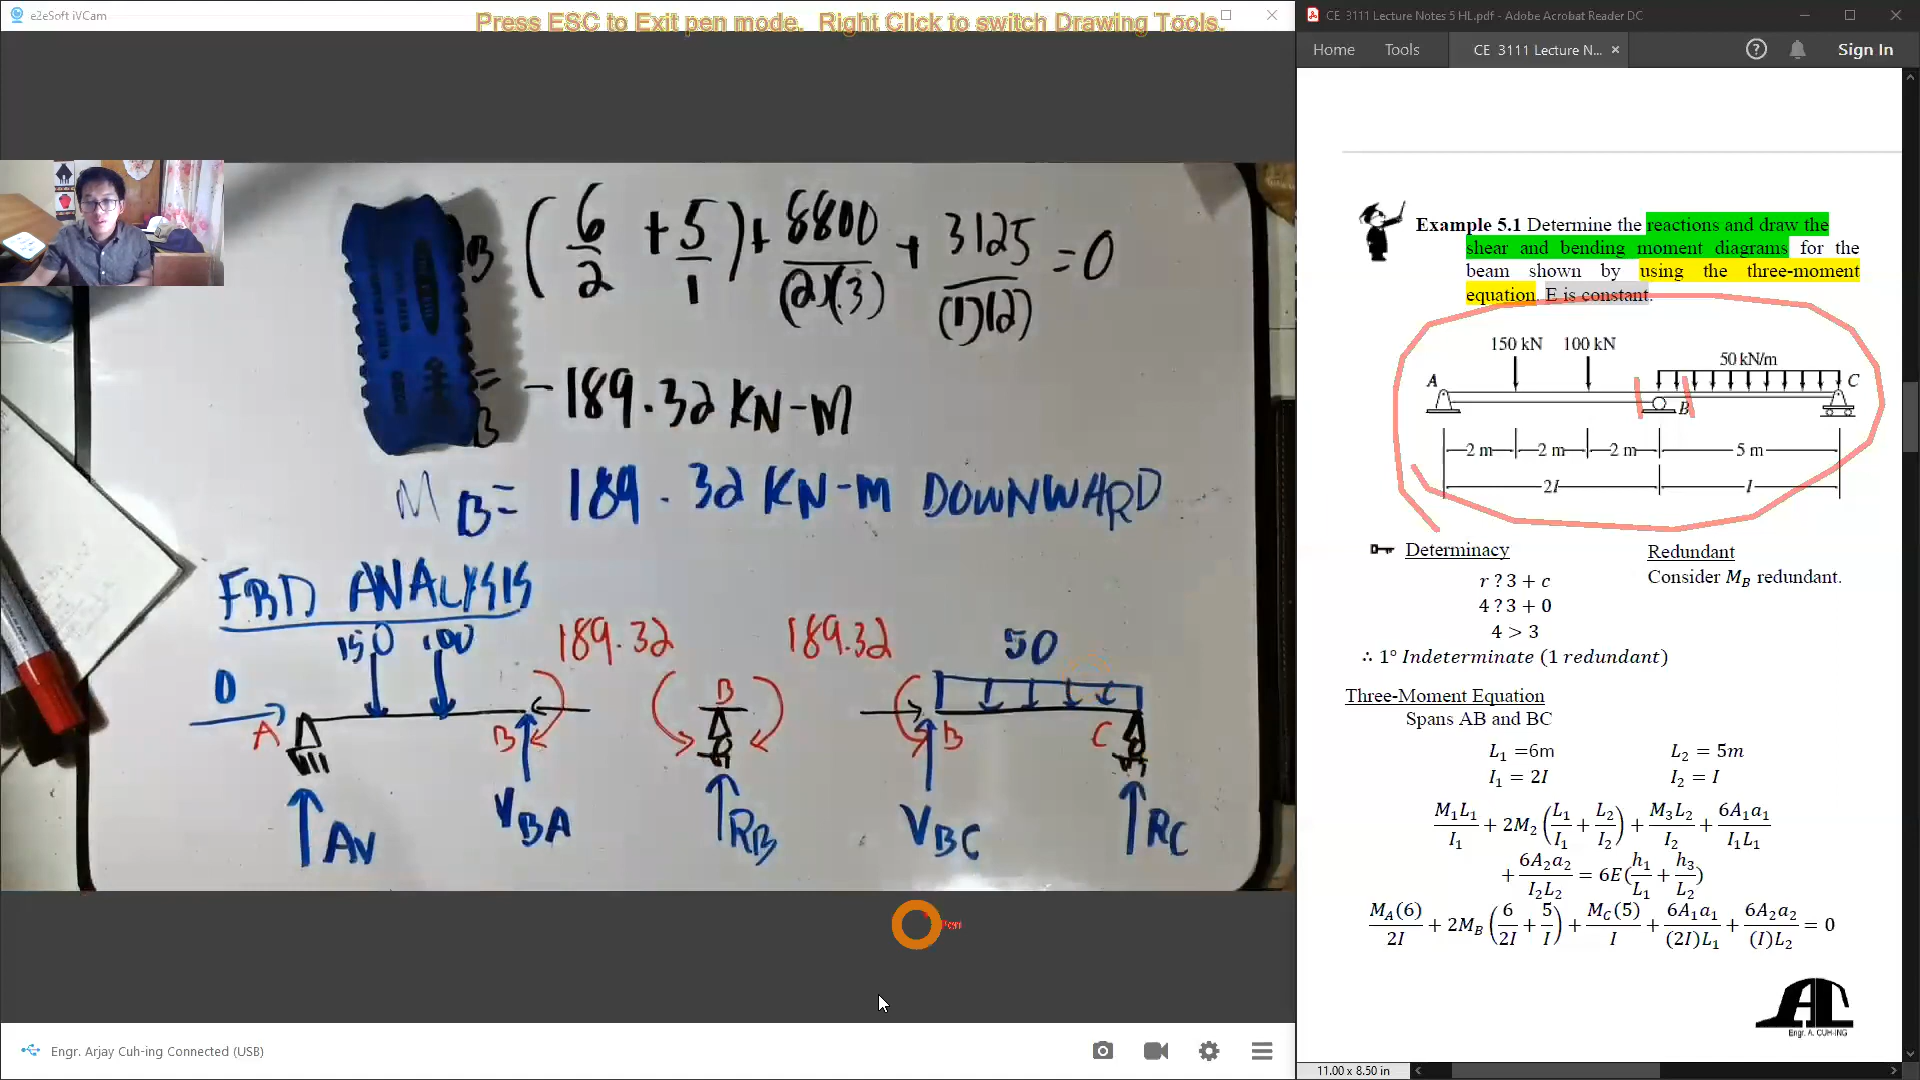 e2eSoft iVCam
Press ESC to Exit pen mode. Right Click to switch Drawing Tools.
B (6/2 + 5/1) + 8800/(2)(3) + 3125/(1)(2) = 0
B = -189.32 KN-M
M B = 189.32 KN-M DOWNWARD
FBD ANALYSIS
150 100 189.32 189.32 50
0 A B B B C
AV VBA RB VBC RC
Engr. Arjay Cuh-ing Connected (USB)
CE 3111 Lecture Notes 5 HL.pdf - Adobe Acrobat Reader DC
Home Tools CE 3111 Lecture N... × Sign In
Example 5.1 Determine the reactions and draw the
shear and bending moment diagrams for the
beam shown by using the three-moment
equation. E is constant.
150 kN 100 kN
50 kN/m
A B C
2 m 2 m 2 m 5 m
2I I
Determinacy
r ? 3 + c
4 ? 3 + 0
4 > 3
∴ 1° Indeterminate (1 redundant)
Redundant
Consider M_B redundant.
Three-Moment Equation
Spans AB and BC
L₁ =6m L₂ = 5m
I₁ = 2I I₂ = I
M₁L₁/I₁ + 2M₂ (L₁/I₁ + L₂/I₂) + M₃L₂/I₂ + 6A₁a₁/I₁L₁
+ 6A₂a₂/I₂L₂ = 6E(h₁/L₁ + h₃/L₂)
M_A(6)/2I + 2M_B (6/2I + 5/I) + M_C(5)/I + 6A₁a₁/(2I)L₁ + 6A₂a₂/(I)L₂ = 0
Engr. A. CUH-ING
11.00 x 8.50 in